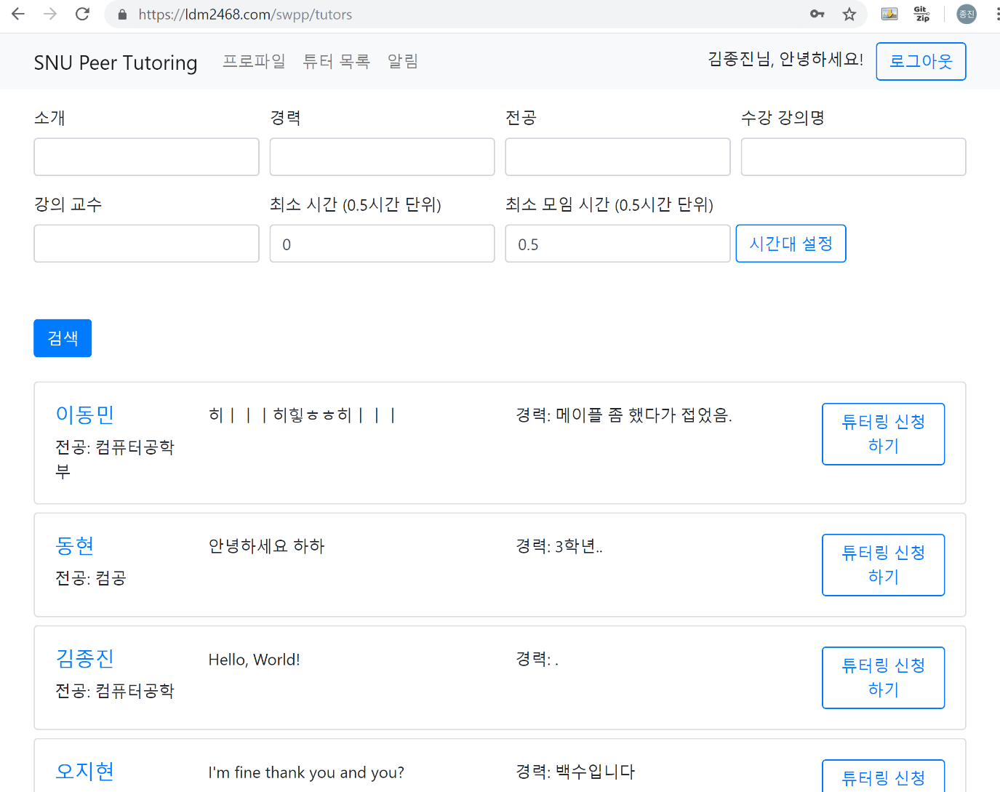 https://ldm2468.com/swpp/tutors
Git
Zip
종진
SNU Peer Tutoring 프로파일 튜터 목록 알림 김종진님, 안녕하세요! 로그아웃
소개 경력 전공 수강 강의명
강의 교수 최소 시간 (0.5시간 단위) 최소 모임 시간 (0.5시간 단위)
0 0.5 시간대 설정
검색
이동민 히ㅣㅣㅣ히힣ㅎㅎ히ㅣㅣㅣ 경력: 메이플 좀 했다가 접었음. 튜터링 신청
하기
전공: 컴퓨터공학
부
동현 안녕하세요 하하 경력: 3학년.. 튜터링 신청
하기
전공: 컴공
김종진 Hello, World! 경력: . 튜터링 신청
하기
전공: 컴퓨터공학
오지현 I'm fine thank you and you? 경력: 백수입니다 튜터링 신청